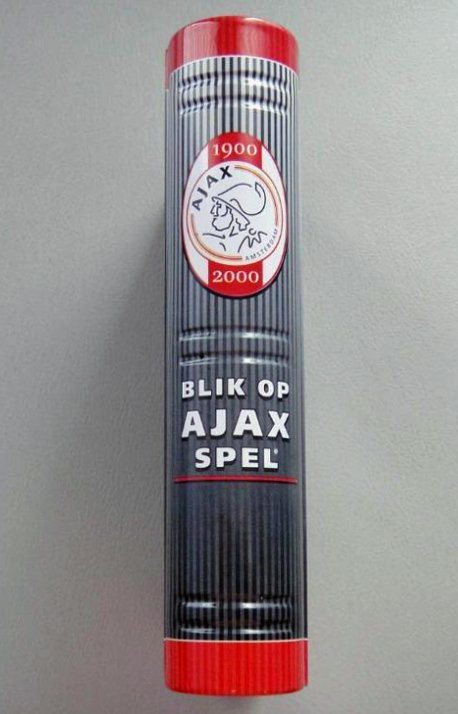 1900
AJAX
AMSTERDAM
2000
BLIK OP
AJAX
SPEL®